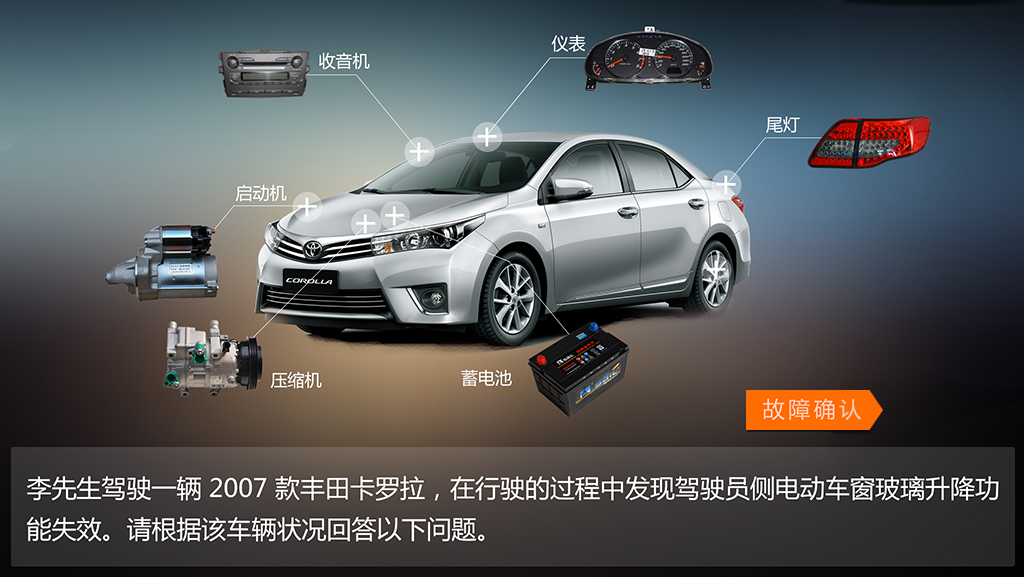 仪表
收音机
尾灯
启动机
COROLLA
压缩机
蓄电池
故障确认
李先生驾驶一辆 2007 款丰田卡罗拉，在行驶的过程中发现驾驶员侧电动车窗玻璃升降功
能失效。请根据该车辆状况回答以下问题。